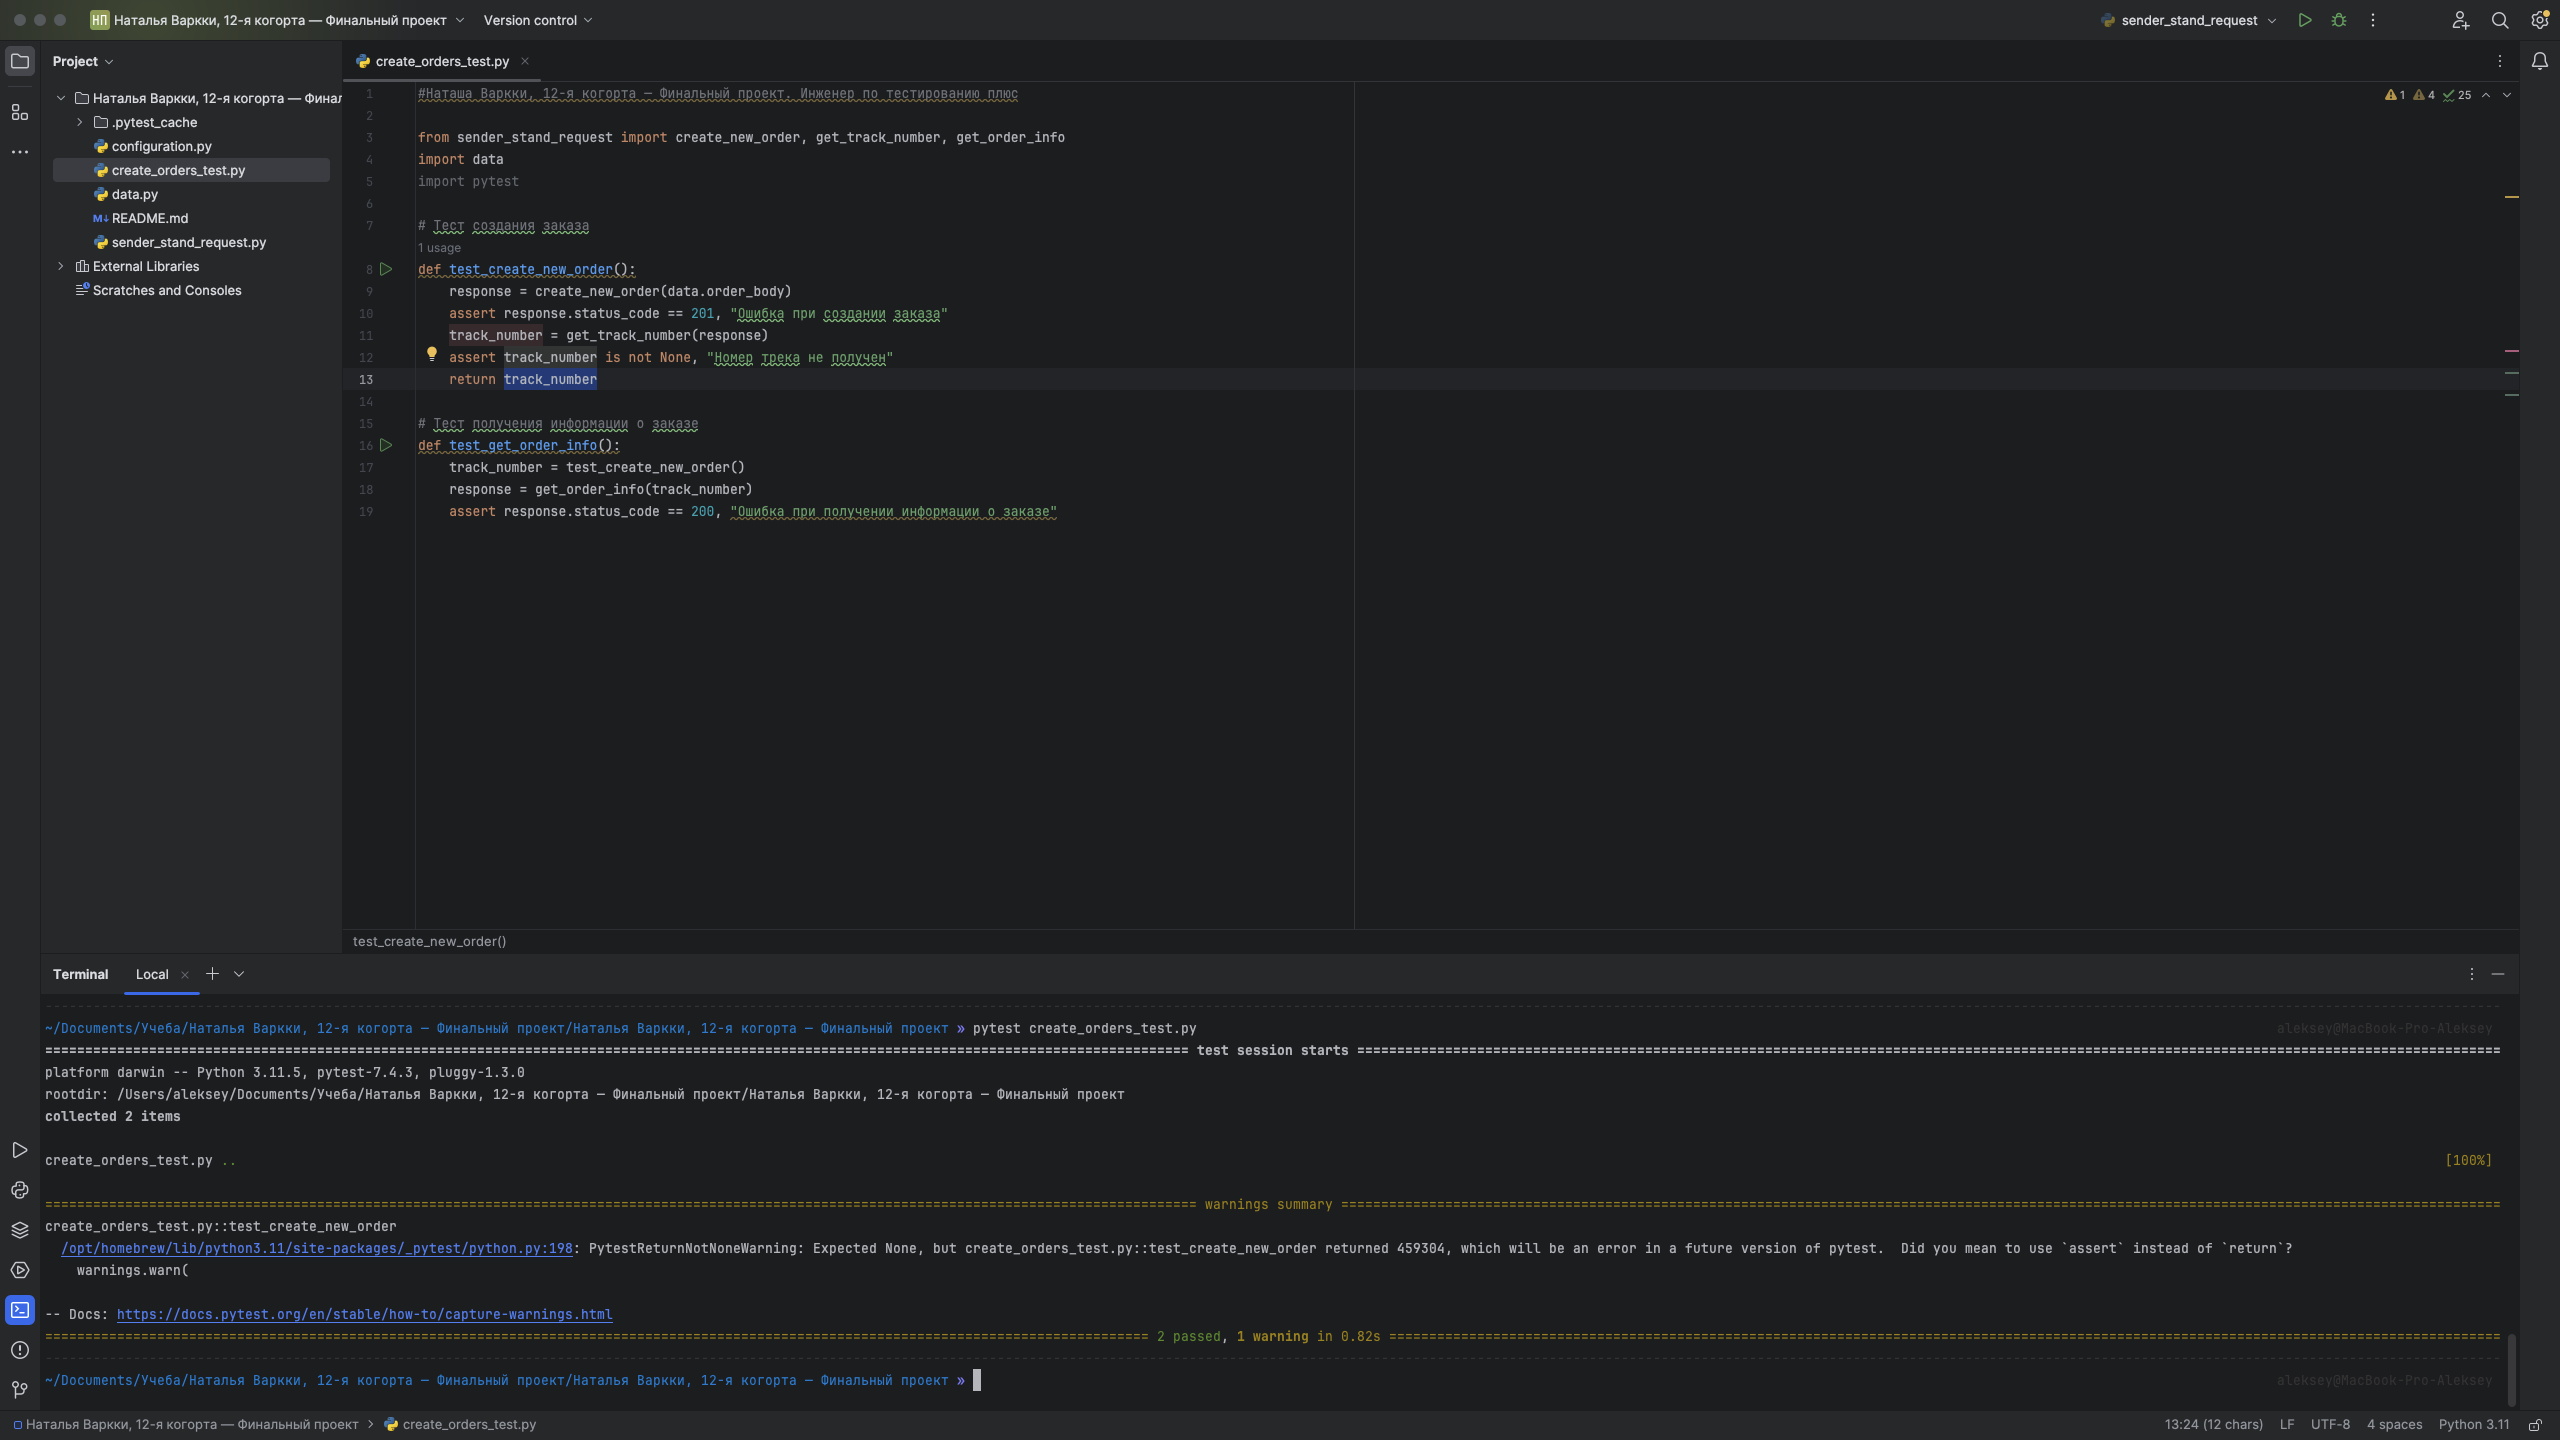 НП Наталья Варкки, 12-я когорта — Финальный проект Version control sender_stand_request
Project
Наталья Варкки, 12-я когорта — Финал
.pytest_cache
configuration.py
create_orders_test.py
data.py
README.md
sender_stand_request.py
External Libraries
Scratches and Consoles
create_orders_test.py
1 4 25
1 #Наташа Варкки, 12-я когорта — Финальный проект. Инженер по тестированию плюс
2
3 from sender_stand_request import create_new_order, get_track_number, get_order_info
4 import data
5 import pytest
6
7 # Тест создания заказа
1 usage
8 def test_create_new_order():
9 response = create_new_order(data.order_body)
10 assert response.status_code == 201, "Ошибка при создании заказа"
11 track_number = get_track_number(response)
12 assert track_number is not None, "Номер трека не получен"
13 return track_number
14
15 # Тест получения информации о заказе
16 def test_get_order_info():
17 track_number = test_create_new_order()
18 response = get_order_info(track_number)
19 assert response.status_code == 200, "Ошибка при получении информации о заказе"
test_create_new_order()
Terminal Local
~/Documents/Учеба/Наталья Варкки, 12-я когорта — Финальный проект/Наталья Варкки, 12-я когорта — Финальный проект » pytest create_orders_test.py aleksey@MacBook-Pro-Aleksey
test session starts
platform darwin -- Python 3.11.5, pytest-7.4.3, pluggy-1.3.0
rootdir: /Users/aleksey/Documents/Учеба/Наталья Варкки, 12-я когорта — Финальный проект/Наталья Варкки, 12-я когорта — Финальный проект
collected 2 items
create_orders_test.py .. [100%]
warnings summary
create_orders_test.py::test_create_new_order
/opt/homebrew/lib/python3.11/site-packages/_pytest/python.py:198: PytestReturnNotNoneWarning: Expected None, but create_orders_test.py::test_create_new_order returned 459304, which will be an error in a future version of pytest. Did you mean to use `assert` instead of `return`?
warnings.warn(
-- Docs: https://docs.pytest.org/en/stable/how-to/capture-warnings.html
2 passed, 1 warning in 0.82s
~/Documents/Учеба/Наталья Варкки, 12-я когорта — Финальный проект/Наталья Варкки, 12-я когорта — Финальный проект » aleksey@MacBook-Pro-Aleksey
Наталья Варкки, 12-я когорта — Финальный проект > create_orders_test.py 13:24 (12 chars) LF UTF-8 4 spaces Python 3.11